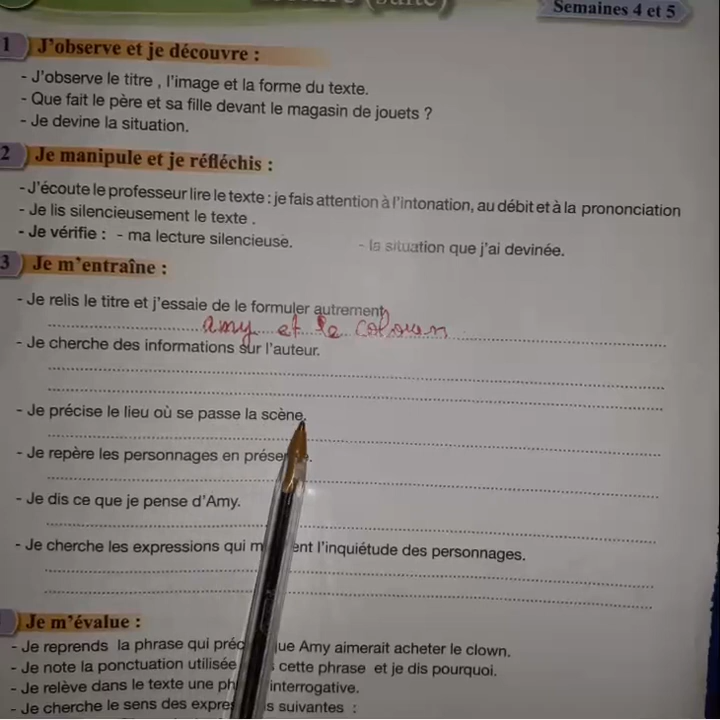 (suite)
Semaines 4 et 5
1 J'observe et je découvre :
- J'observe le titre , l'image et la forme du texte.
- Que fait le père et sa fille devant le magasin de jouets ?
- Je devine la situation.
2 Je manipule et je réfléchis :
- J'écoute le professeur lire le texte : je fais attention à l'intonation, au débit et à la prononciation
- Je lis silencieusement le texte .
- Je vérifie : - ma lecture silencieuse. - la situation que j'ai devinée.
3 Je m'entraîne :
- Je relis le titre et j'essaie de le formuler autrement
amy et le coloun
- Je cherche des informations sur l'auteur.
- Je précise le lieu où se passe la scène.
- Je repère les personnages en
- Je dis ce que je pense d'Amy.
- Je cherche les expressions qui l'inquiétude des personnages.
Je m'évalue :
- Je reprends la phrase qui Amy aimerait acheter le clown.
- Je note la ponctuation utilisée cette phrase et je dis pourquoi.
- Je relève dans le texte une interrogative.
- Je cherche le sens des suivantes :